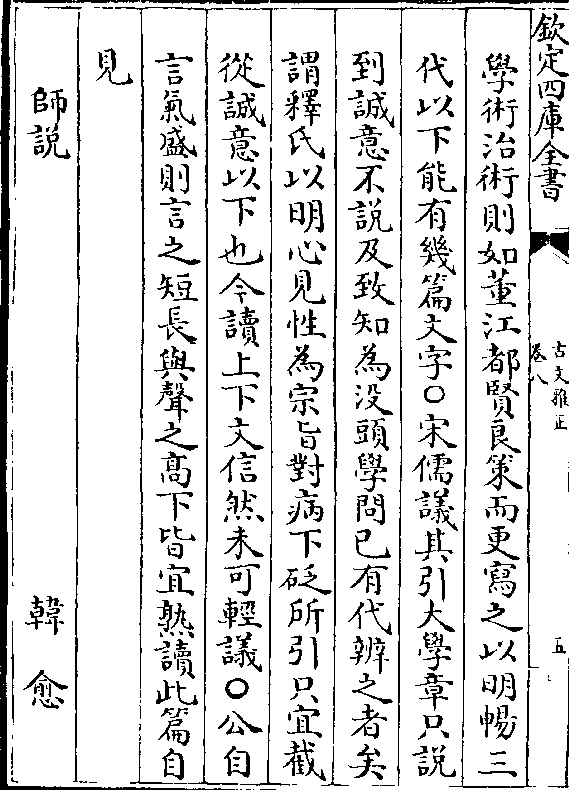 欽定四庫全書
古文雅正
卷八
五
學術治術則如董江都賢良策而更寫之以明暢三
代以下能有幾篇文字○宋儒議其引大學章只說
到誠意不說及致知為没頭學問已有代辨之者矣
謂釋氏以明心見性為宗旨對病下砭所引只宜截
從誠意以下也今讀上下文信然未可輕議○公自
言氣盛則言之短長與聲之髙下皆宜熟讀此篇自
見
師說 韓愈